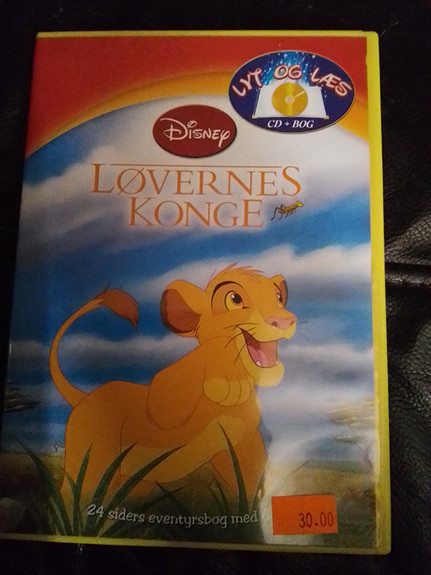 LYT OG LÆS
CD + BOG
Disney
LØVERNES
KONGE
24 siders eventyrsbog med
30.00